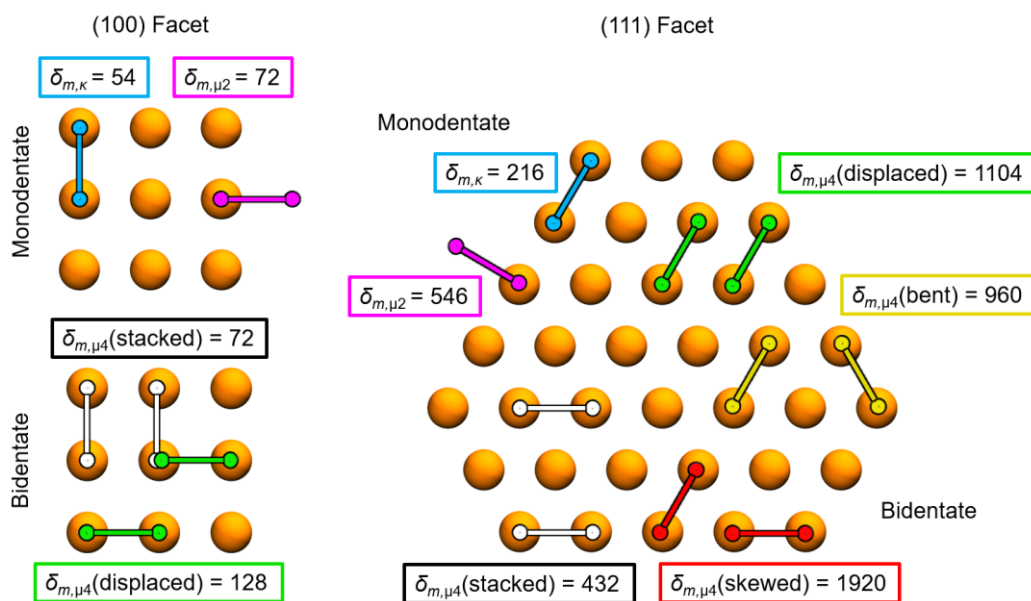 (100) Facet
δm,κ = 54
δm,μ2 = 72
Monodentate
δm,μ4(stacked) = 72
Bidentate
δm,μ4(displaced) = 128
(111) Facet
Monodentate
δm,κ = 216
δm,μ4(displaced) = 1104
δm,μ2 = 546
δm,μ4(bent) = 960
Bidentate
δm,μ4(stacked) = 432
δm,μ4(skewed) = 1920